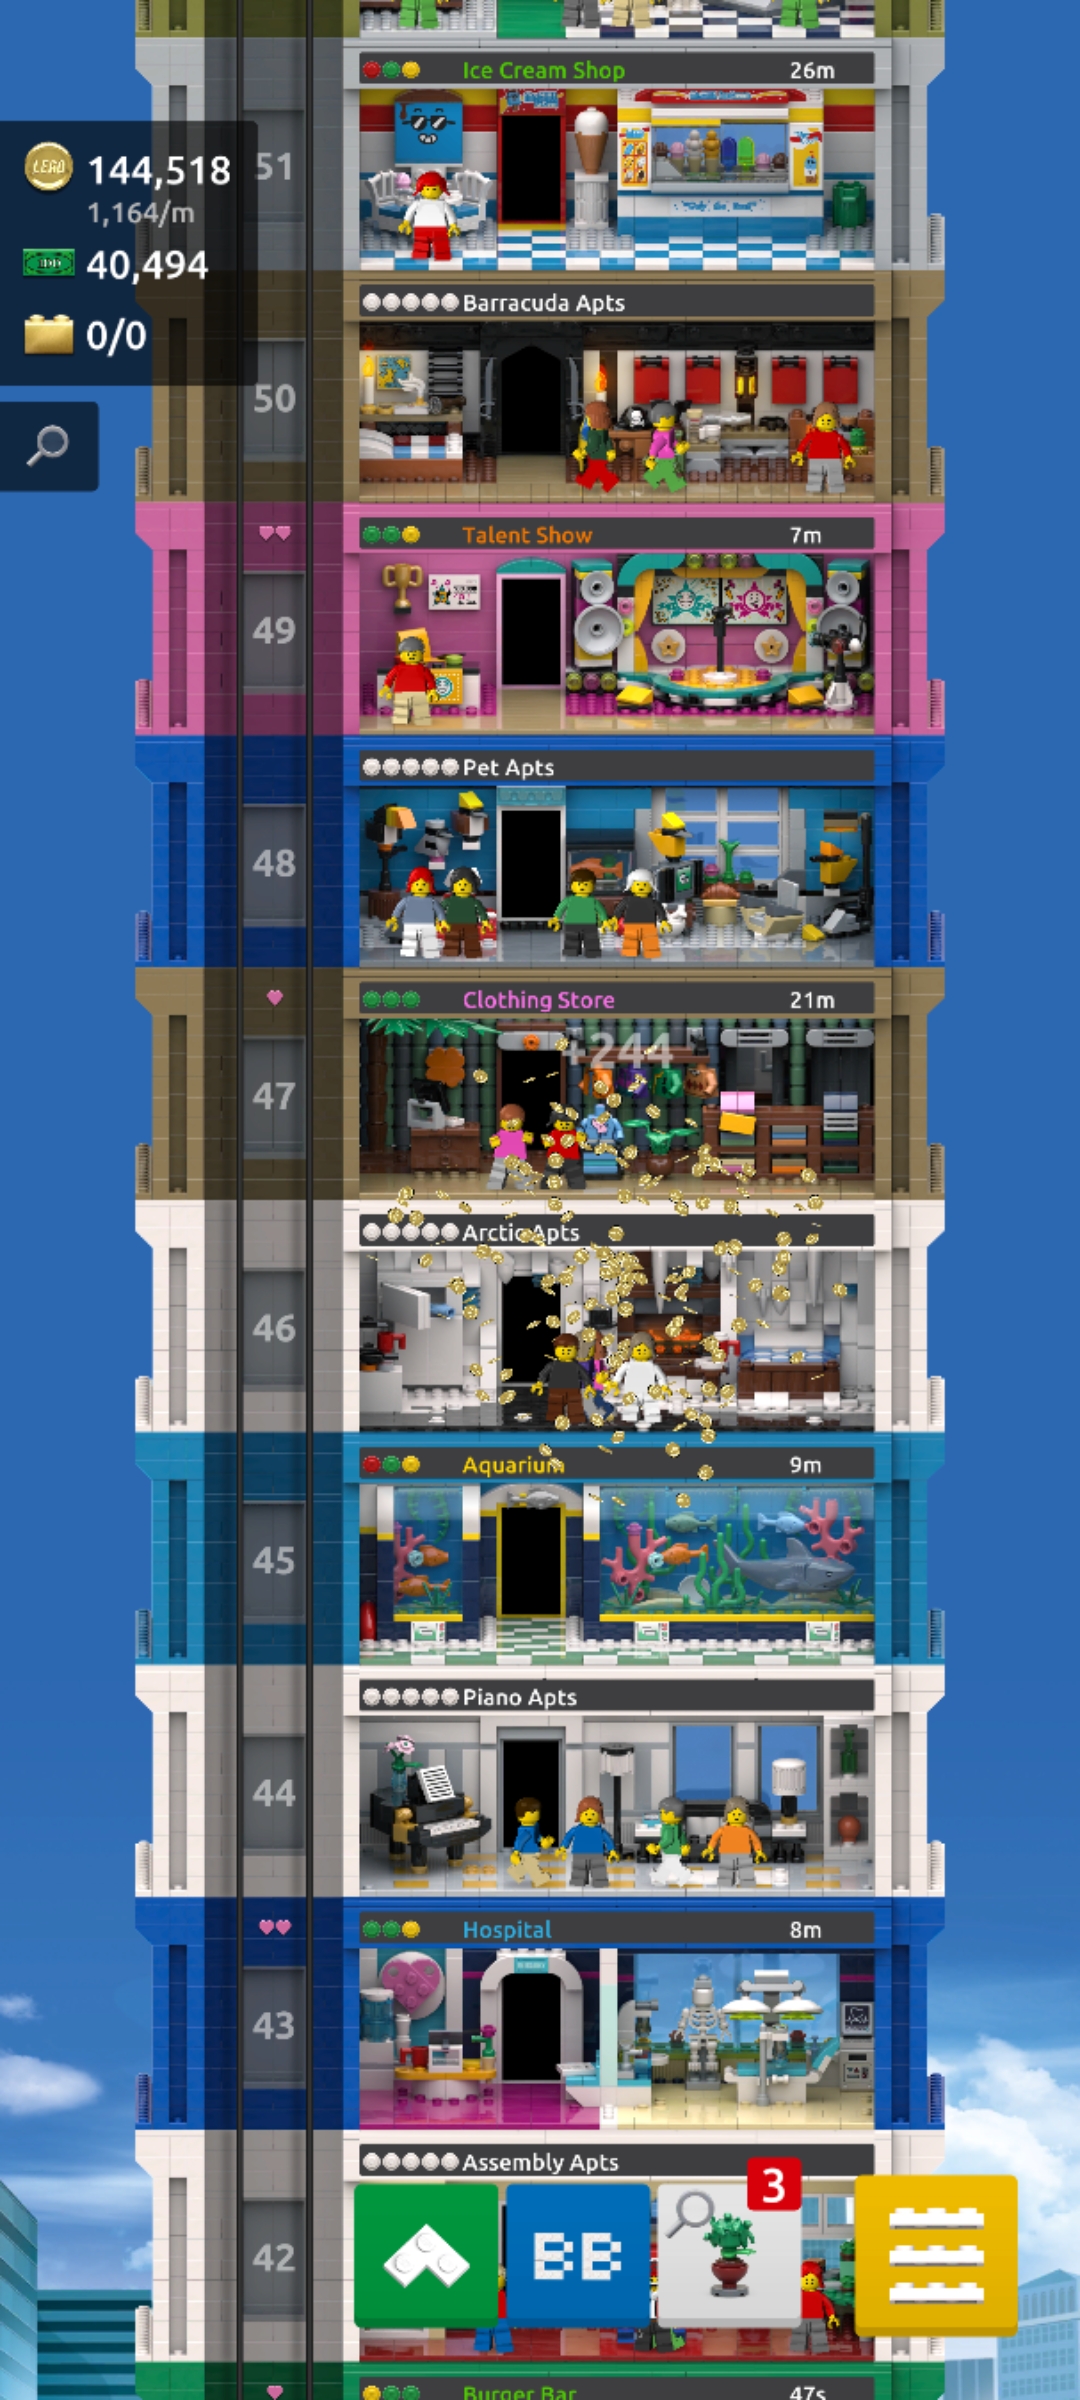 Ice Cream Shop 26m
LEGO 144,518
51
1,164/m
40,494
0/0
Barracuda Apts
50
Talent Show 7m
49
Pet Apts
48
Clothing Store 21m
+244
47
Arctic Apts
46
Aquarium 9m
45
Piano Apts
44
Hospital 8m
43
Assembly Apts
3
BB
42
Burger Bar 47s